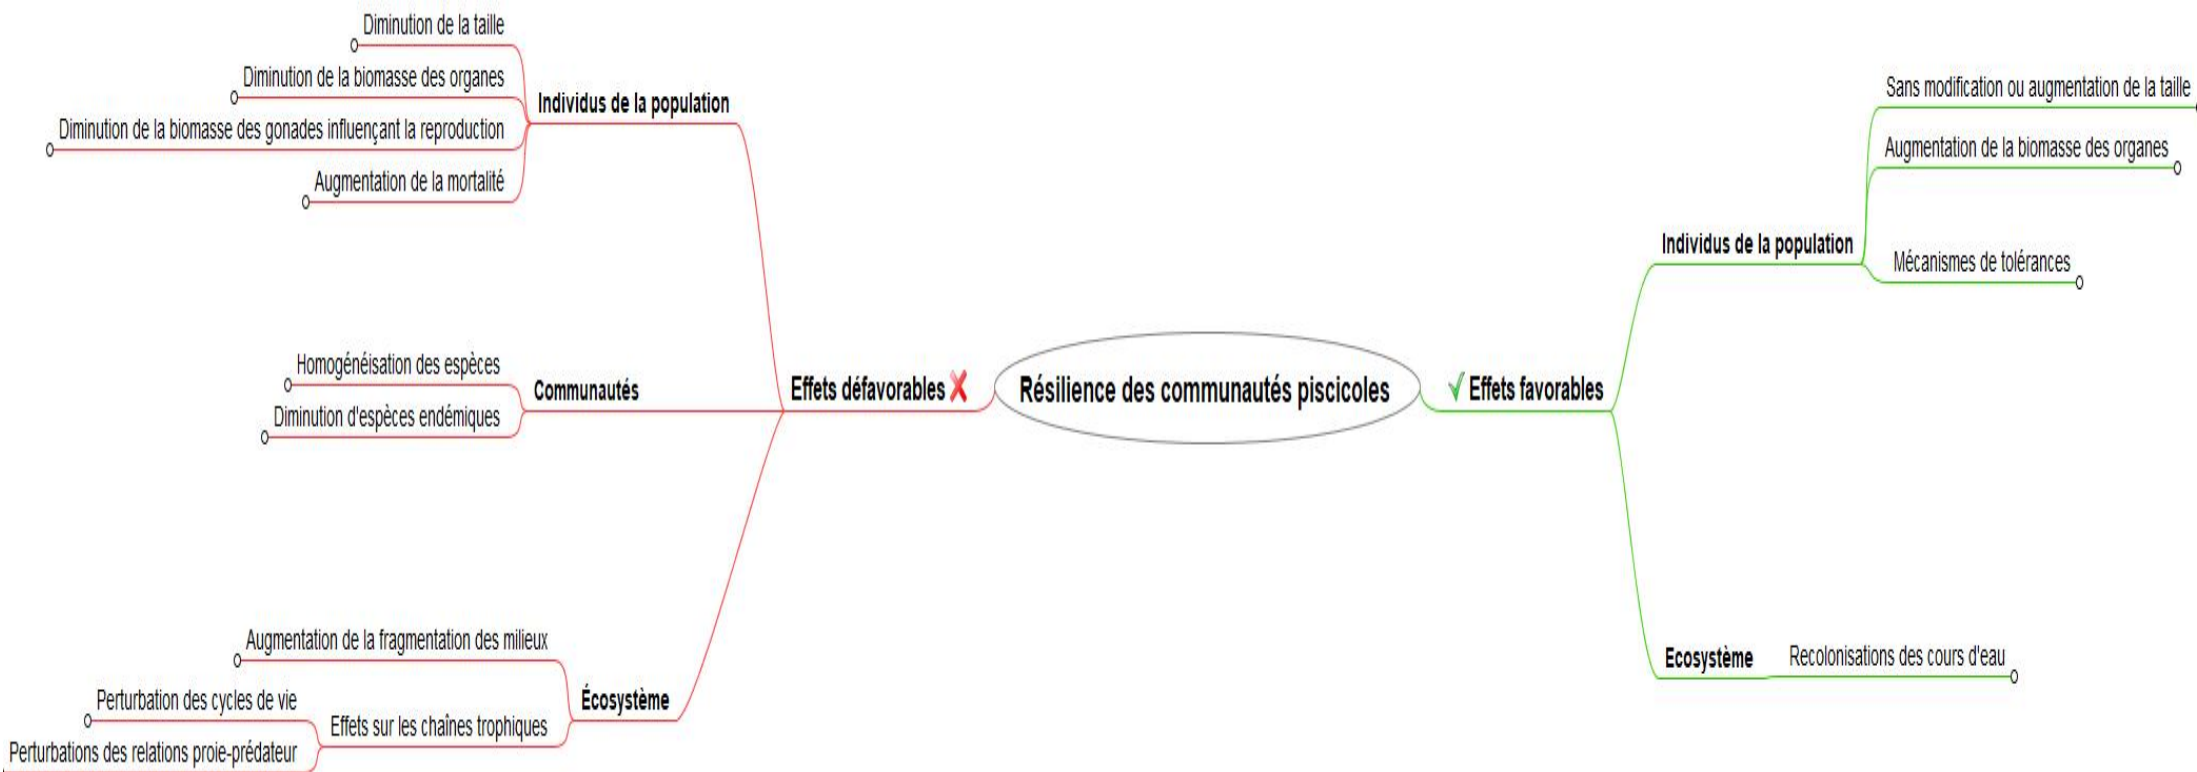 Diminution de la taille
Diminution de la biomasse des organes
Individus de la population
Diminution de la biomasse des gonades influençant la reproduction
Augmentation de la mortalité
Homogénéisation des espèces
Communautés
Diminution d'espèces endémiques
Augmentation de la fragmentation des milieux
Écosystème
Perturbation des cycles de vie
Effets sur les chaînes trophiques
Perturbations des relations proie-prédateur
Effets défavorables
Résilience des communautés piscicoles
Effets favorables
Sans modification ou augmentation de la taille
Augmentation de la biomasse des organes
Individus de la population
Mécanismes de tolérances
Ecosystème
Recolonisations des cours d'eau